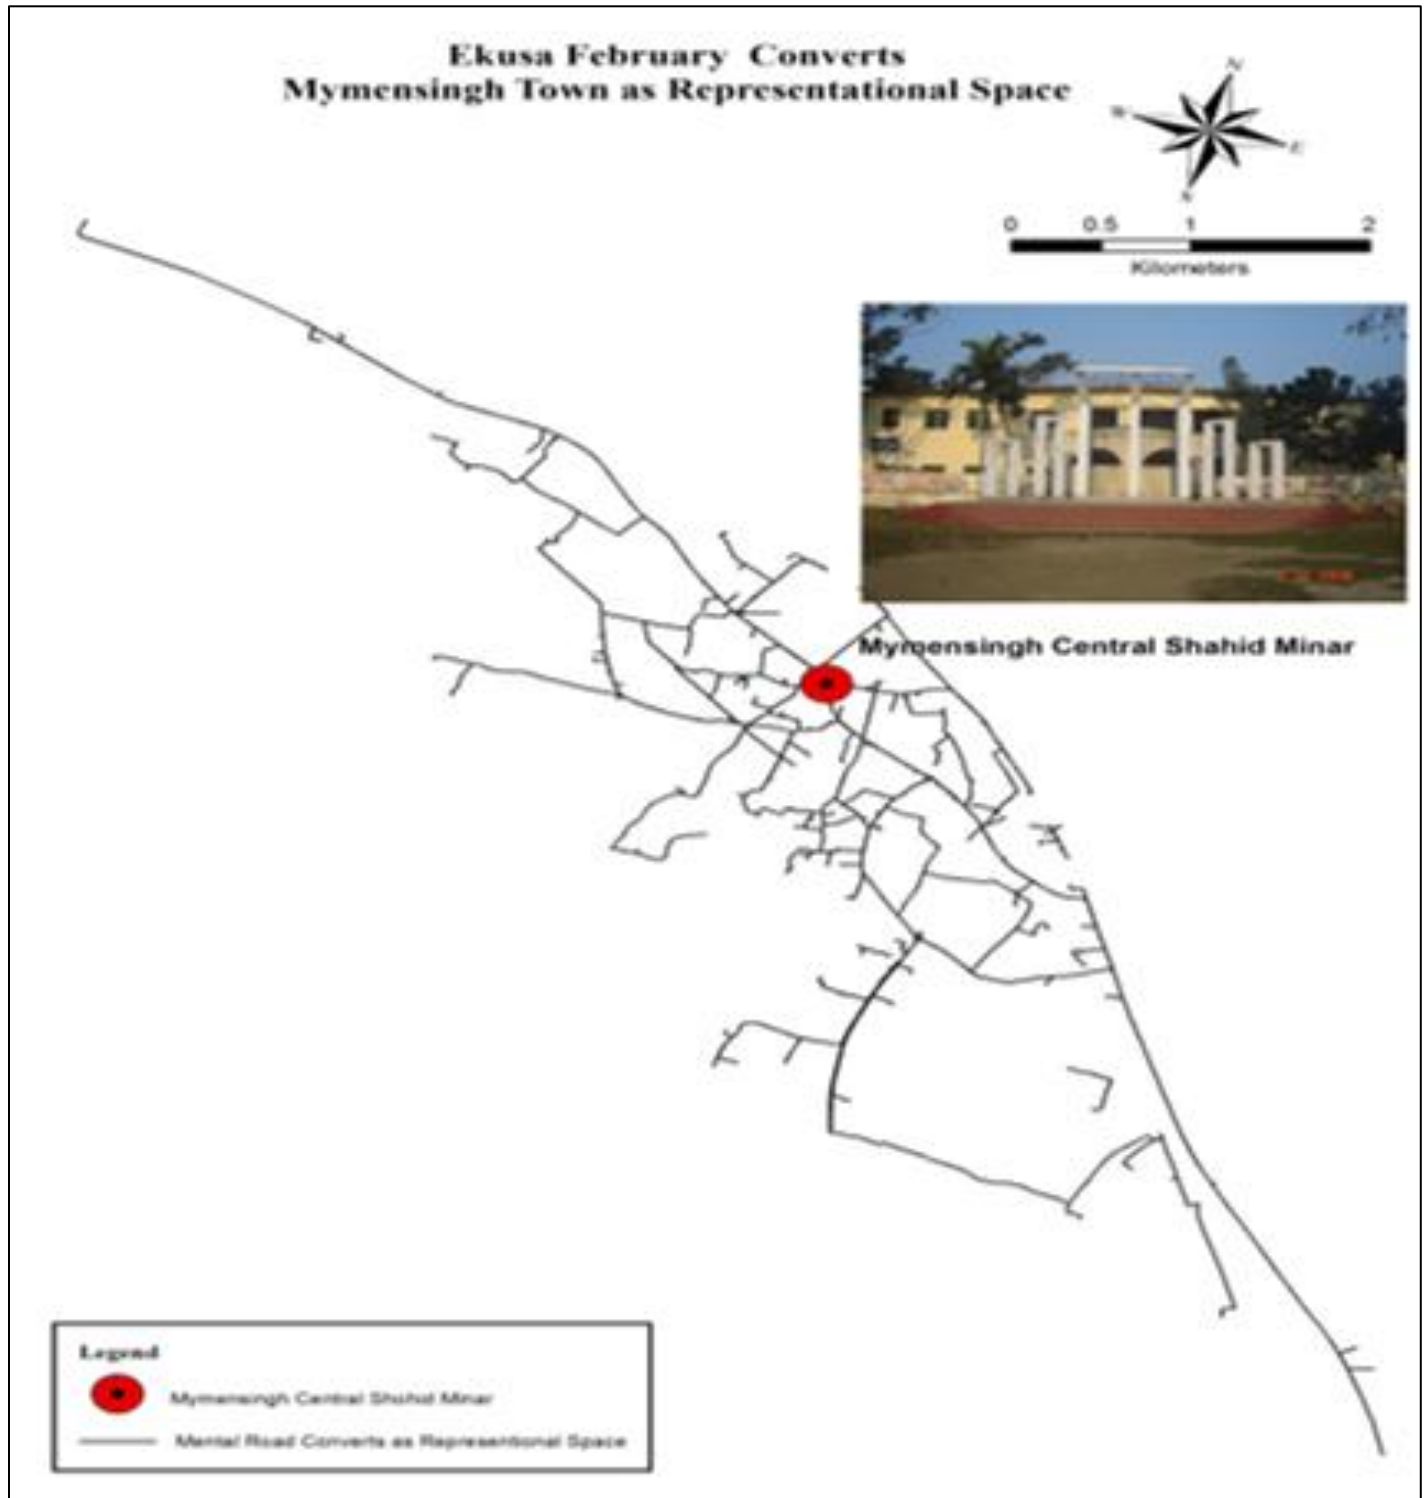 Ekusa February Converts
Mymensingh Town as Representational Space
N
W
E
S
0 0.5 1 2
Kilometers
Mymensingh Central Shahid Minar
Legend
Mymensingh Central Shohid Minar
Mental Road Converts as Representional Space